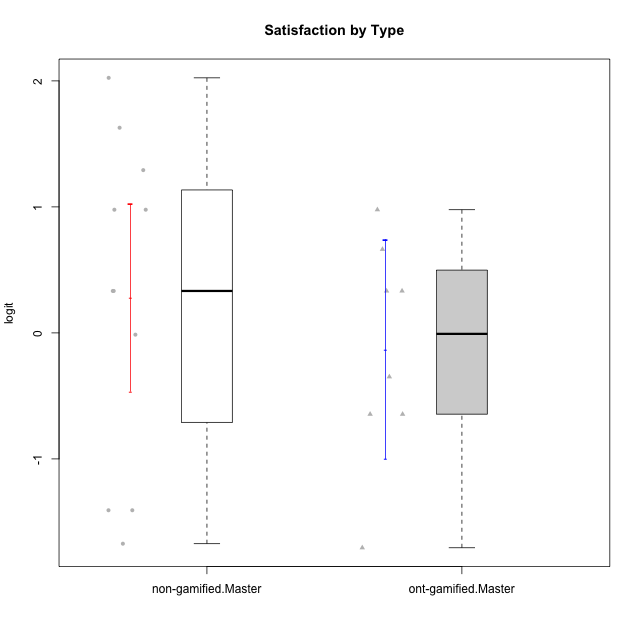 Satisfaction by Type
logit
2
1
0
-1
non-gamified.Master
ont-gamified.Master